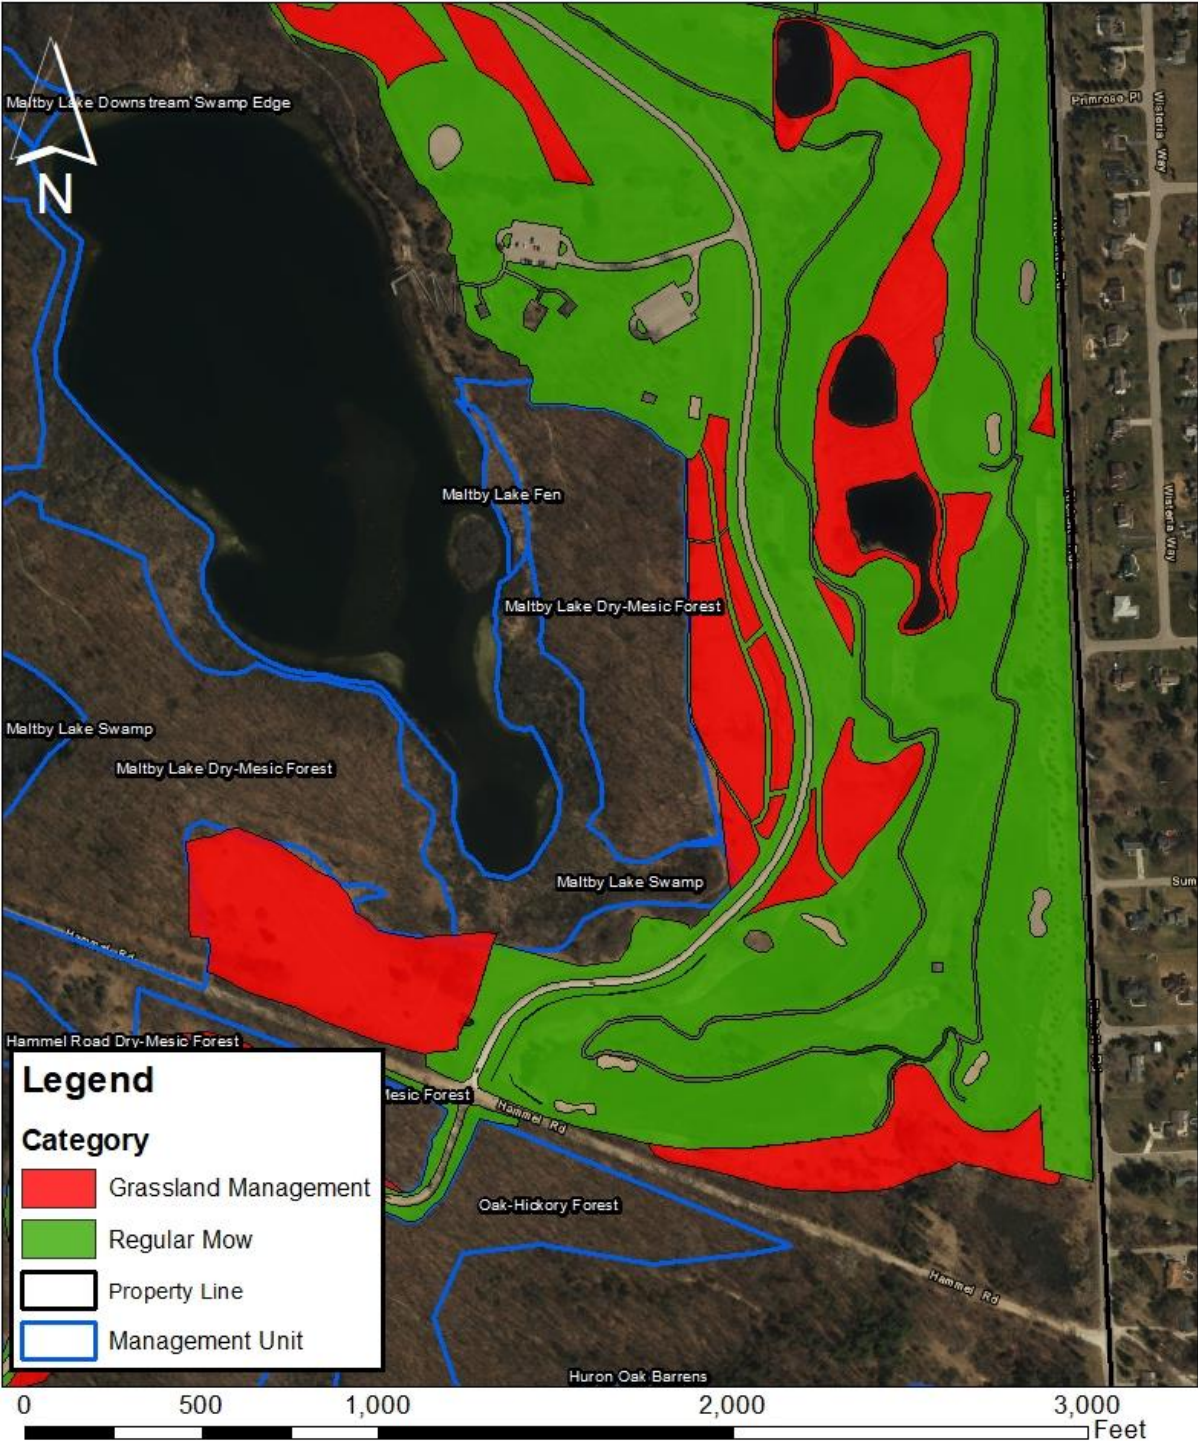 Maltby Lake Downstream Swamp Edge
N
Primrose Pl
Wisteria Way
Maltby Lake Fen
Wisteria Way
Maltby Lake Dry-Mesic Forest
Maltby Lake Swamp
Maltby Lake Dry-Mesic Forest
Maltby Lake Swamp
Sum
Hammel Rd
Hammel Road Dry-Mesic Forest
Mesic Forest
Hammel Rd
Oak-Hickory Forest
Hammel Rd
Huron Oak Barrens
Legend
Category
Grassland Management
Regular Mow
Property Line
Management Unit
0 500 1,000 2,000 3,000
Feet